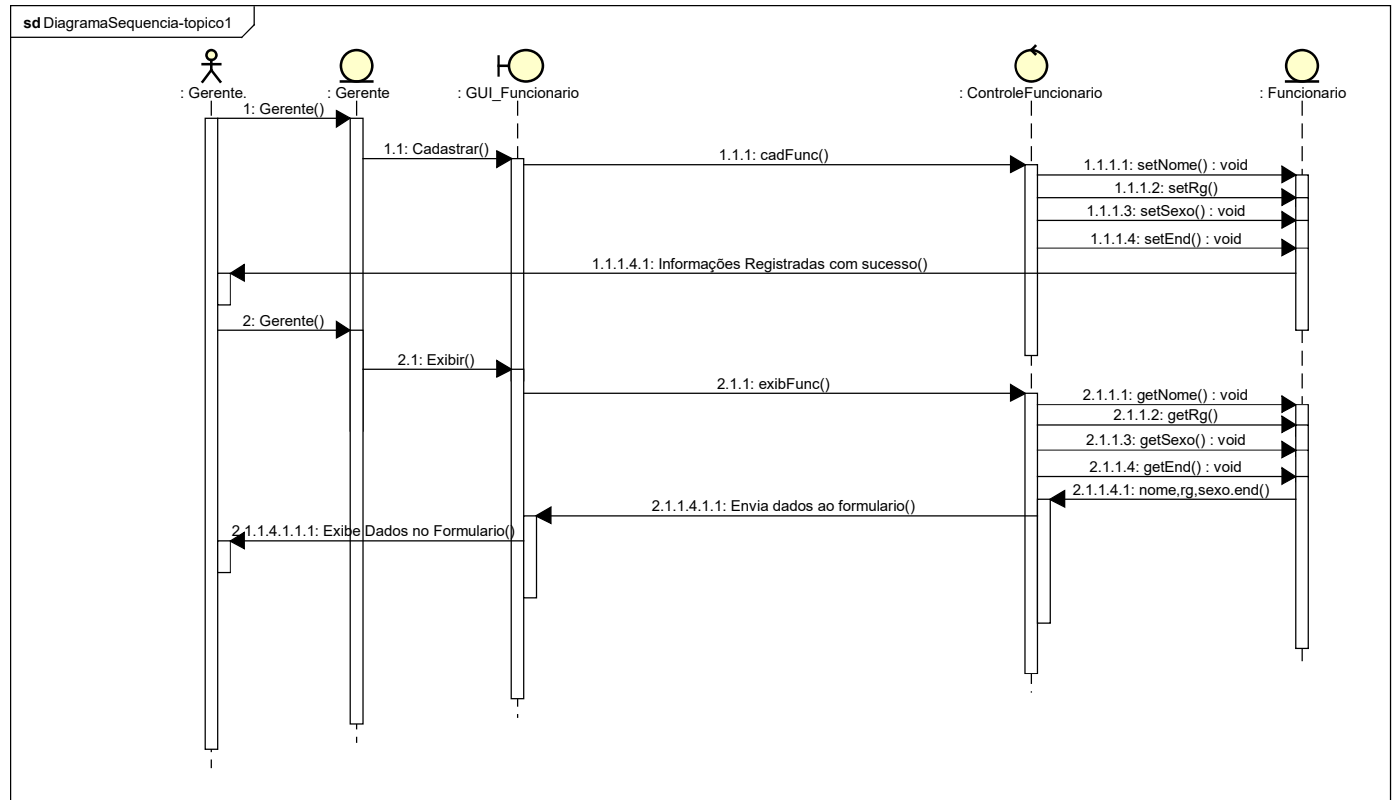 sd DiagramaSequencia-topico1
: Gerente.
: Gerente
: GUI_Funcionario
: ControleFuncionario
: Funcionario
1: Gerente()
1.1: Cadastrar()
1.1.1: cadFunc()
1.1.1.1: setNome() : void
1.1.1.2: setRg()
1.1.1.3: setSexo() : void
1.1.1.4: setEnd() : void
1.1.1.4.1: Informações Registradas com sucesso()
2: Gerente()
2.1: Exibir()
2.1.1: exibFunc()
2.1.1.1: getNome() : void
2.1.1.2: getRg()
2.1.1.3: getSexo() : void
2.1.1.4: getEnd() : void
2.1.1.4.1: nome,rg,sexo.end()
2.1.1.4.1.1: Envia dados ao formulario()
2.1.1.4.1.1.1: Exibe Dados no Formulario()